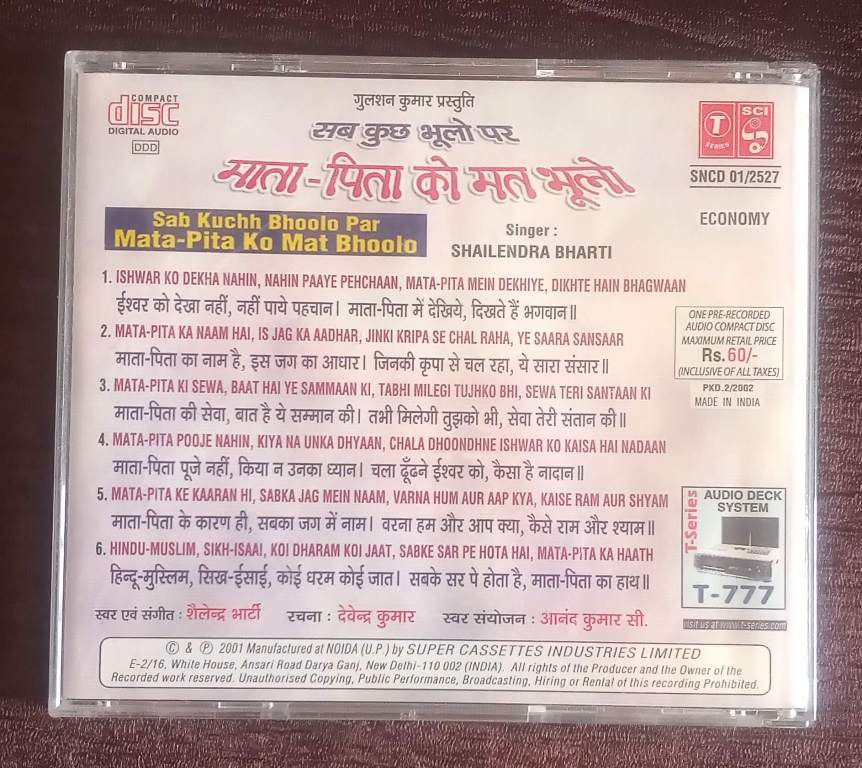 COMPACT
disc
DIGITAL AUDIO
DDD
गुलशन कुमार प्रस्तुति
सब कुछ भूलो पर
माता-पिता को मत भूलो
T
SERIES
SCI
SNCD 01/2527
ECONOMY
Sab Kuchh Bhoolo Par
Mata-Pita Ko Mat Bhoolo
Singer :
SHAILENDRA BHARTI
1. ISHWAR KO DEKHA NAHIN, NAHIN PAAYE PEHCHAAN, MATA-PITA MEIN DEKHIYE, DIKHTE HAIN BHAGWAAN
ईश्वर को देखा नहीं, नहीं पाये पहचान। माता-पिता में देखिये, दिखते हैं भगवान॥
2. MATA-PITA KA NAAM HAI, IS JAG KA AADHAR, JINKI KRIPA SE CHAL RAHA, YE SAARA SANSAAR
माता-पिता का नाम है, इस जग का आधार। जिनकी कृपा से चल रहा, ये सारा संसार॥
3. MATA-PITA KI SEWA, BAAT HAI YE SAMMAAN KI, TABHI MILEGI TUJHKO BHI, SEWA TERI SANTAAN KI
माता-पिता की सेवा, बात है ये सम्मान की। तभी मिलेगी तुझको भी, सेवा तेरी संतान की॥
4. MATA-PITA POOJE NAHIN, KIYA NA UNKA DHYAAN, CHALA DHOONDHNE ISHWAR KO KAISA HAI NADAAN
माता-पिता पूजे नहीं, किया न उनका ध्यान। चला ढूँढने ईश्वर को, कैसा है नादान॥
5. MATA-PITA KE KAARAN HI, SABKA JAG MEIN NAAM, VARNA HUM AUR AAP KYA, KAISE RAM AUR SHYAM
माता-पिता के कारण ही, सबका जग में नाम। वरना हम और आप क्या, कैसे राम और श्याम॥
6. HINDU-MUSLIM, SIKH-ISAAI, KOI DHARAM KOI JAAT, SABKE SAR PE HOTA HAI, MATA-PITA KA HAATH
हिन्दू-मुस्लिम, सिख-ईसाई, कोई धरम कोई जात। सबके सर पे होता है, माता-पिता का हाथ॥
ONE PRE-RECORDED
AUDIO COMPACT DISC
MAXIMUM RETAIL PRICE
Rs.60/-
(INCLUSIVE OF ALL TAXES)
PKD.2/2002
MADE IN INDIA
T-Series
AUDIO DECK
SYSTEM
T-777
visit us at www.t-series.com
स्वर एवं संगीत : शैलेन्द्र भार्टी रचना : देवेन्द्र कुमार स्वर संयोजन : आनंद कुमार सी.
© & ℗ 2001 Manufactured at NOIDA (U.P.) by SUPER CASSETTES INDUSTRIES LIMITED
E-2/16, White House, Ansari Road Darya Ganj, New Delhi-110 002 (INDIA). All rights of the Producer and the Owner of the
Recorded work reserved. Unauthorised Copying, Public Performance, Broadcasting, Hiring or Rental of this recording Prohibited.